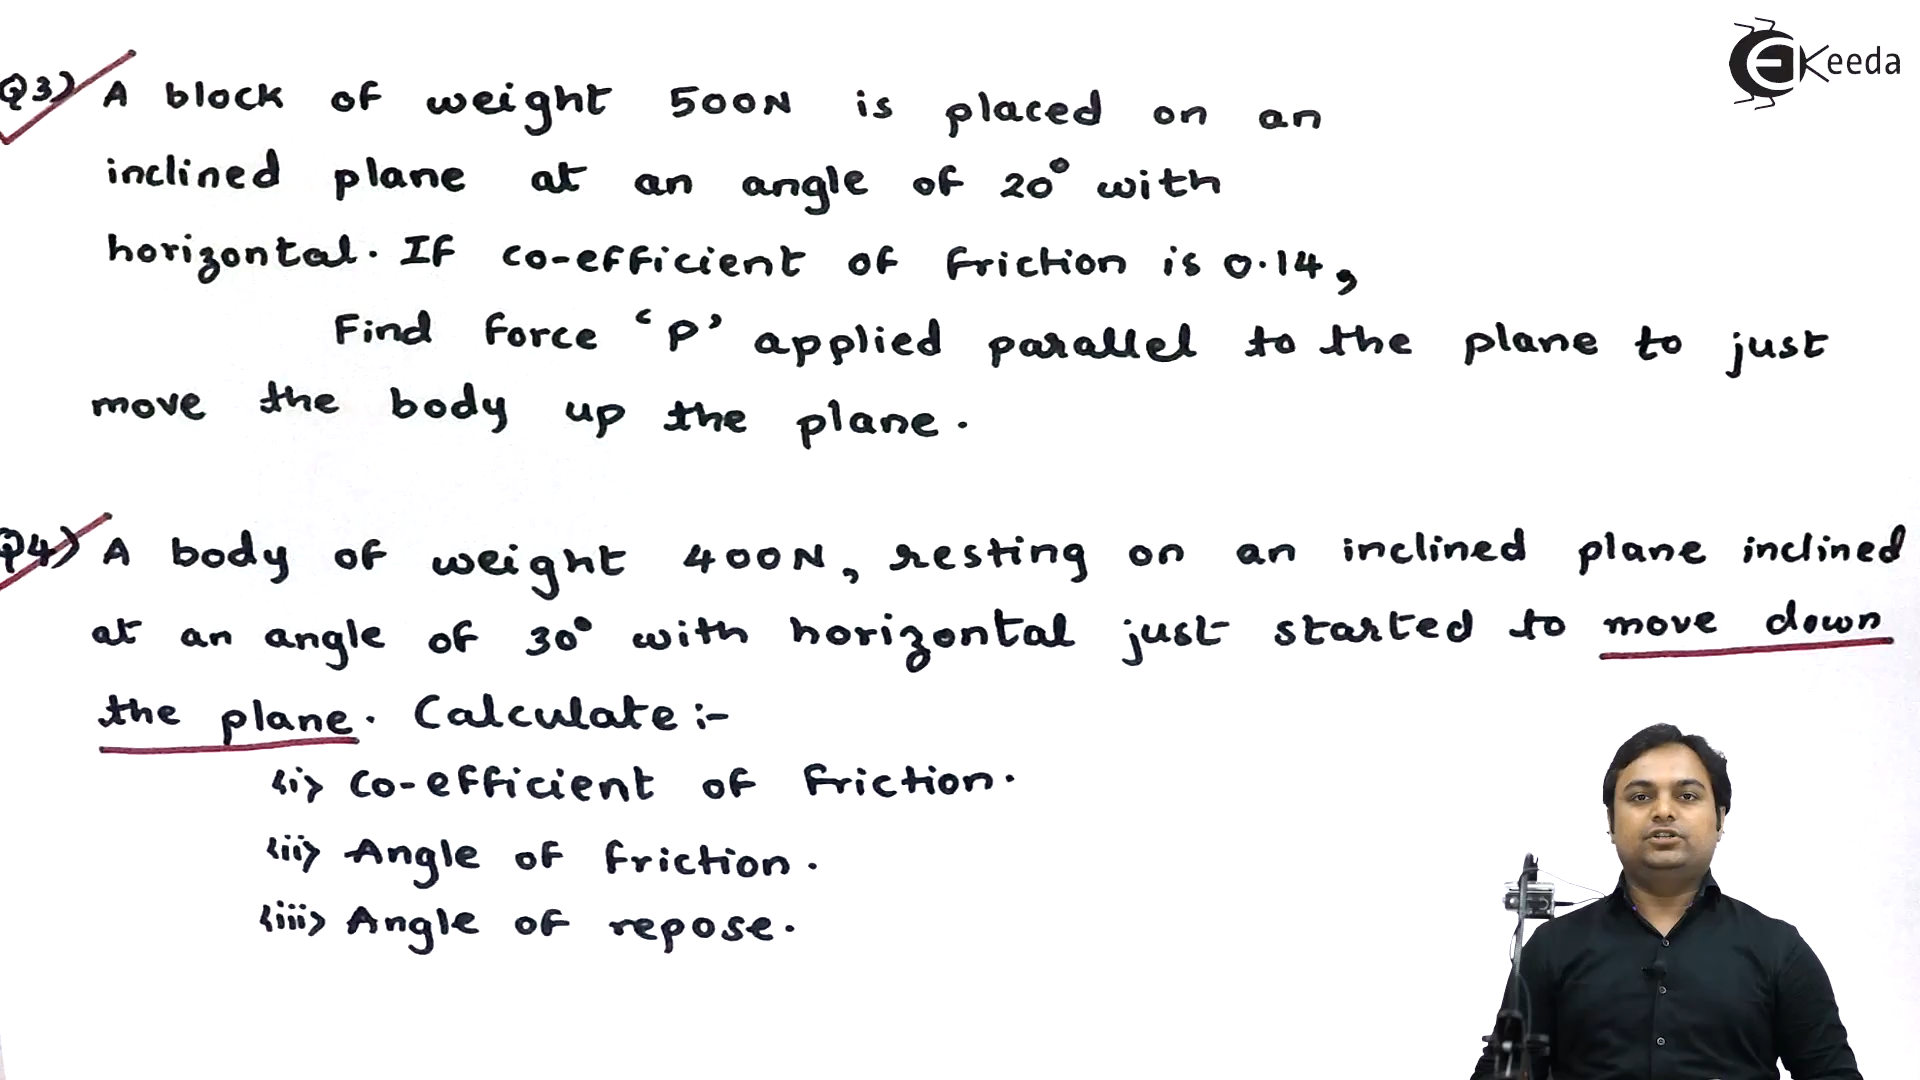 EKeeda
Q3) A block of weight 500N is placed on an
inclined plane at an angle of 20° with
horizontal. If co-efficient of friction is 0.14,
Find force 'P' applied parallel to the plane to just
move the body up the plane.
Q4) A body of weight 400N, resting on an inclined plane inclined
at an angle of 30° with horizontal just started to move down
the plane. Calculate :-
(i) Co-efficient of friction.
(ii) Angle of friction.
(iii) Angle of repose.